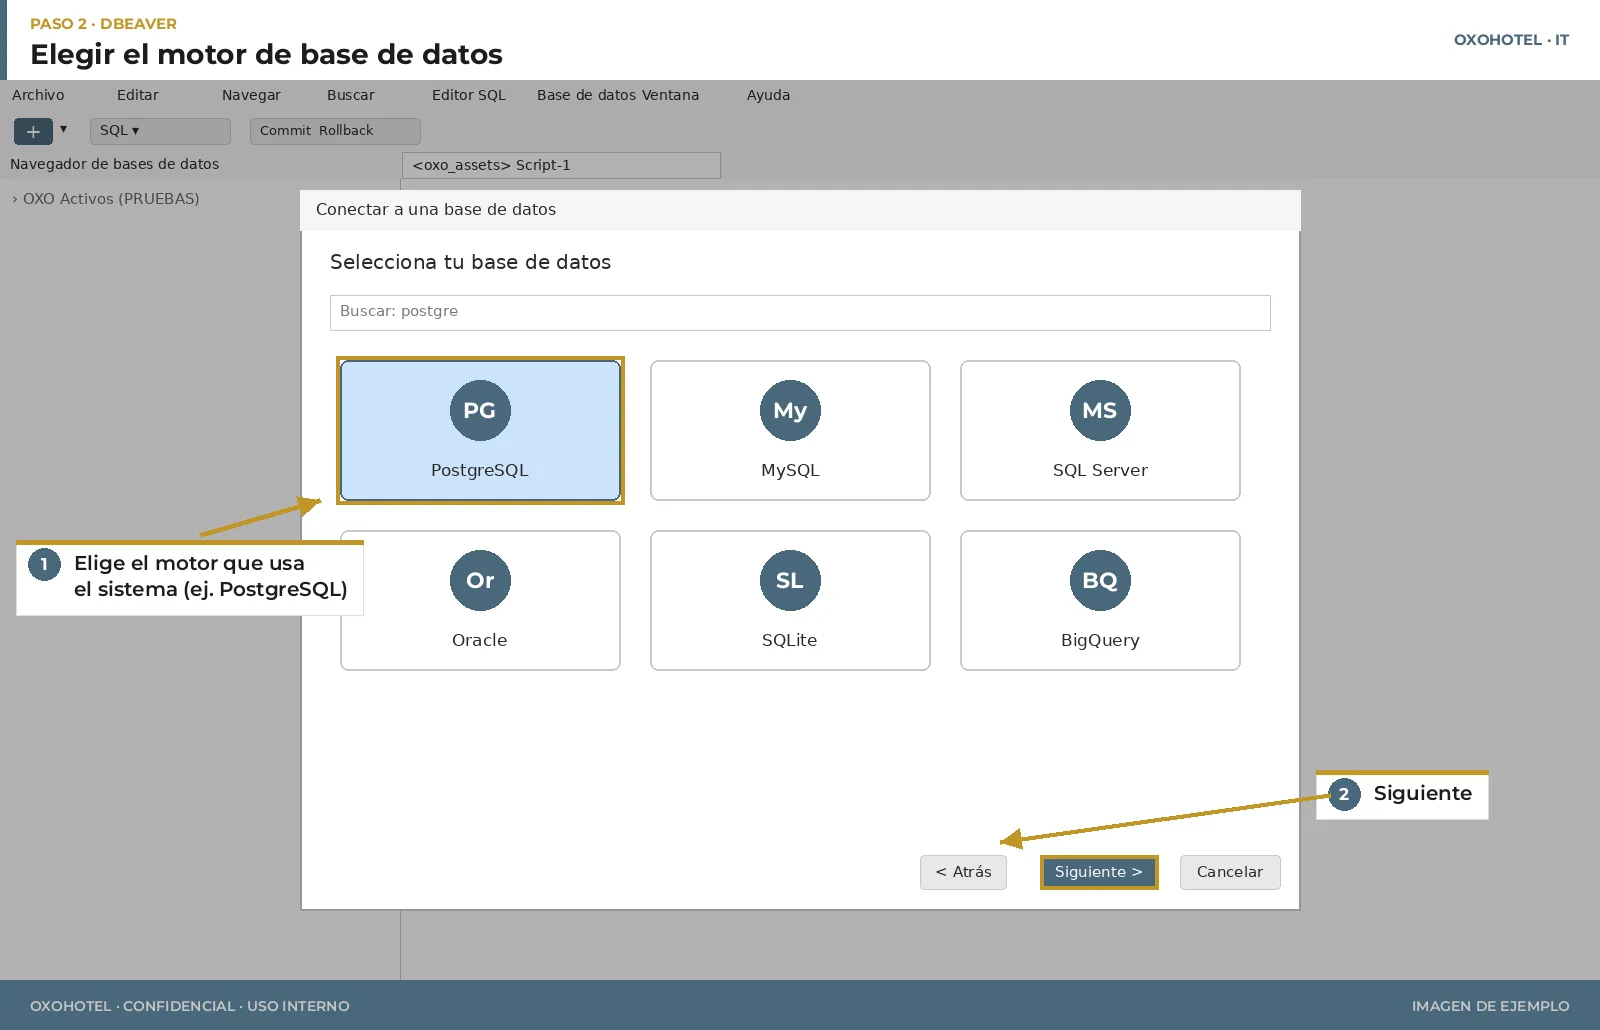 PASO 2 · DBEAVER
Elegir el motor de base de datos
OXOHOTEL · IT
Archivo Editar Navegar Buscar Editor SQL Base de datos Ventana Ayuda
+ ▾ SQL ▾ Commit Rollback
Navegador de bases de datos
<oxo_assets> Script-1
› OXO Activos (PRUEBAS)
Conectar a una base de datos
Selecciona tu base de datos
Buscar: postgre
PG My MS
PostgreSQL MySQL SQL Server
1 Elige el motor que usa
el sistema (ej. PostgreSQL)
Or SL BQ
Oracle SQLite BigQuery
2 Siguiente
< Atrás Siguiente > Cancelar
OXOHOTEL · CONFIDENCIAL · USO INTERNO
IMAGEN DE EJEMPLO